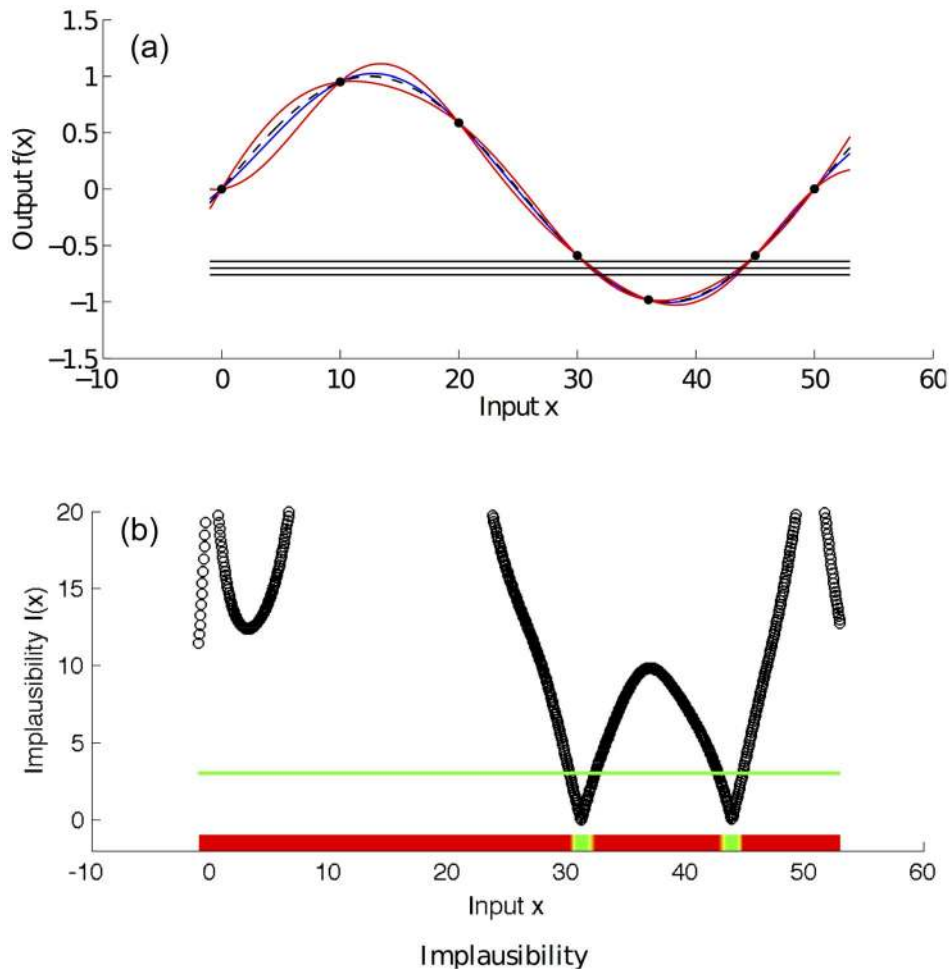 (a)
Output f(x)
1.5
1
0.5
0
−0.5
−1
−1.5
−10 0 10 20 30 40 50 60
Input x
(b)
Implausibility I(x)
20
15
10
5
0
-10 0 10 20 30 40 50 60
Input x
Implausibility